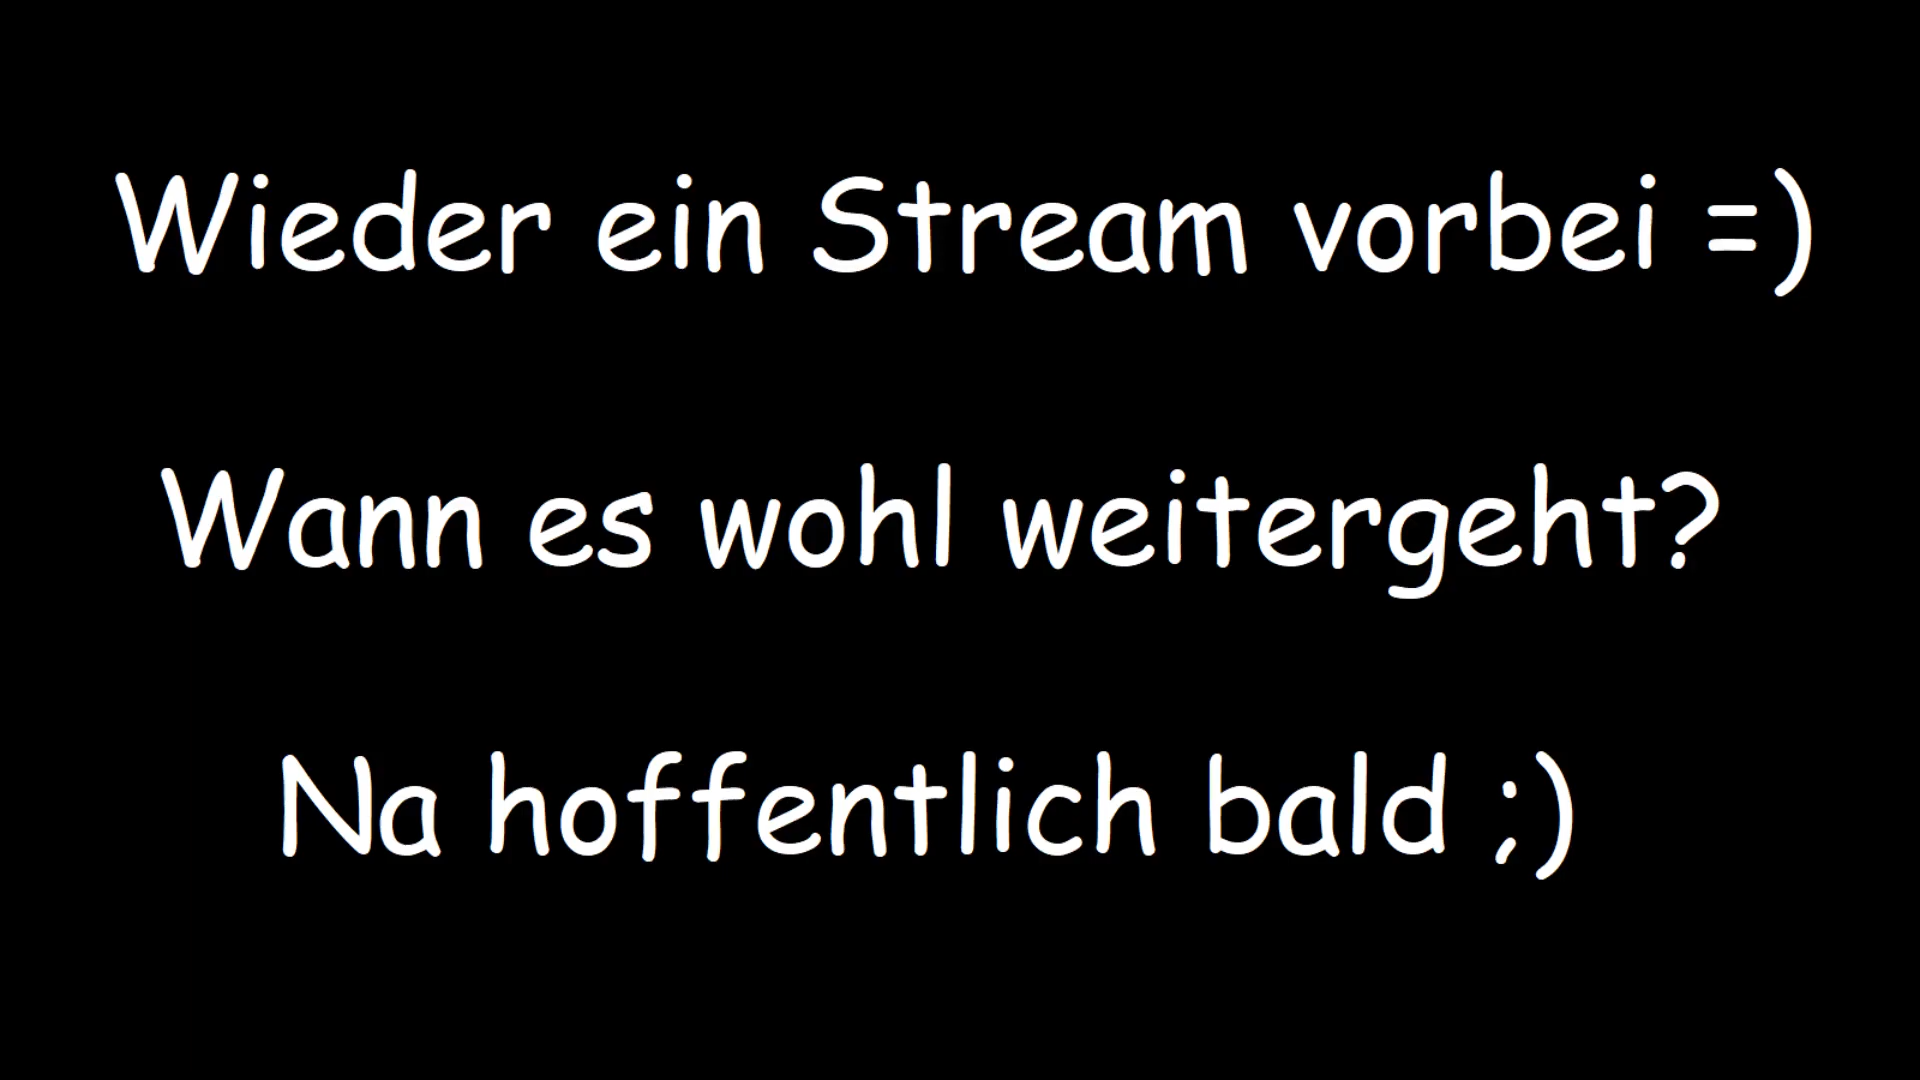 Wieder ein Stream vorbei =)
Wann es wohl weitergeht?
Na hoffentlich bald ;)